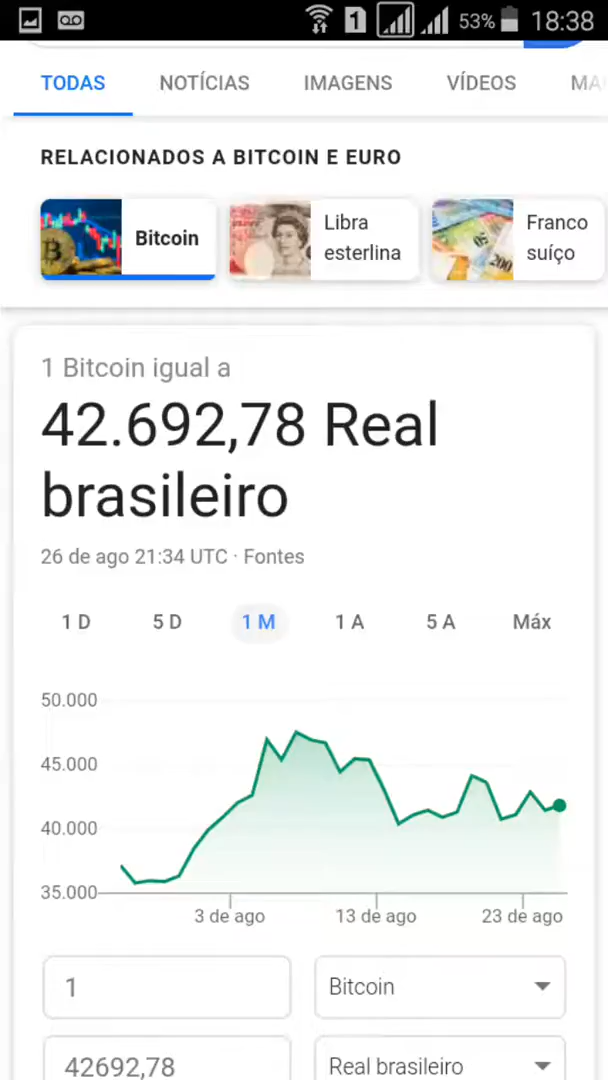 53% 18:38
TODAS NOTÍCIAS IMAGENS VÍDEOS
RELACIONADOS A BITCOIN E EURO
Bitcoin
Libra
esterlina
Franco
suíço
1 Bitcoin igual a
42.692,78 Real
brasileiro
26 de ago 21:34 UTC · Fontes
1 D 5 D 1 M 1 A 5 A Máx
50.000
45.000
40.000
35.000
3 de ago 13 de ago 23 de ago
1 Bitcoin
42692,78 Real brasileiro